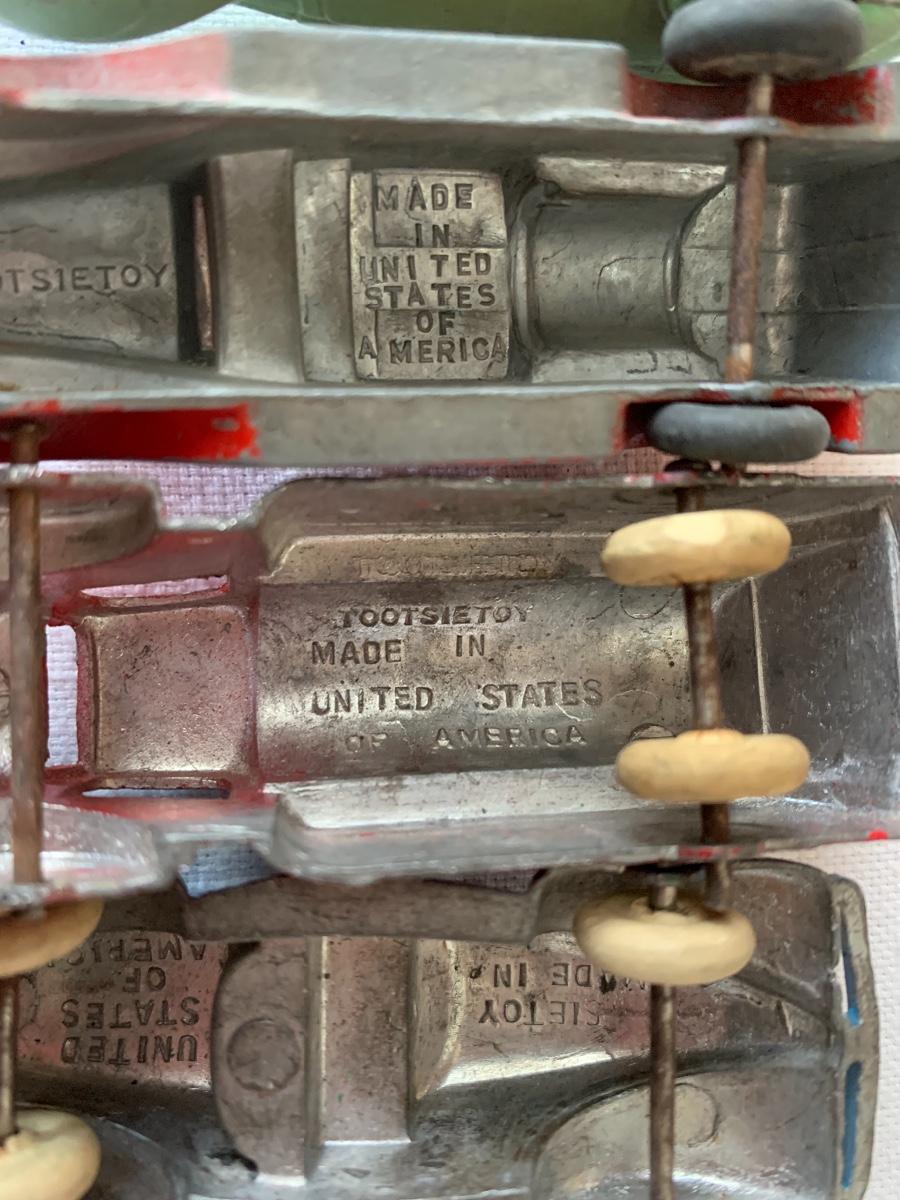 OTSIETOY
MADE
IN
UNITED
STATES
OF
AMERICA
TOOTSIETOY
MADE IN
UNITED STATES
OF AMERICA
UNITED
STATES
OF
AMERICA
SIETOY
MADE IN